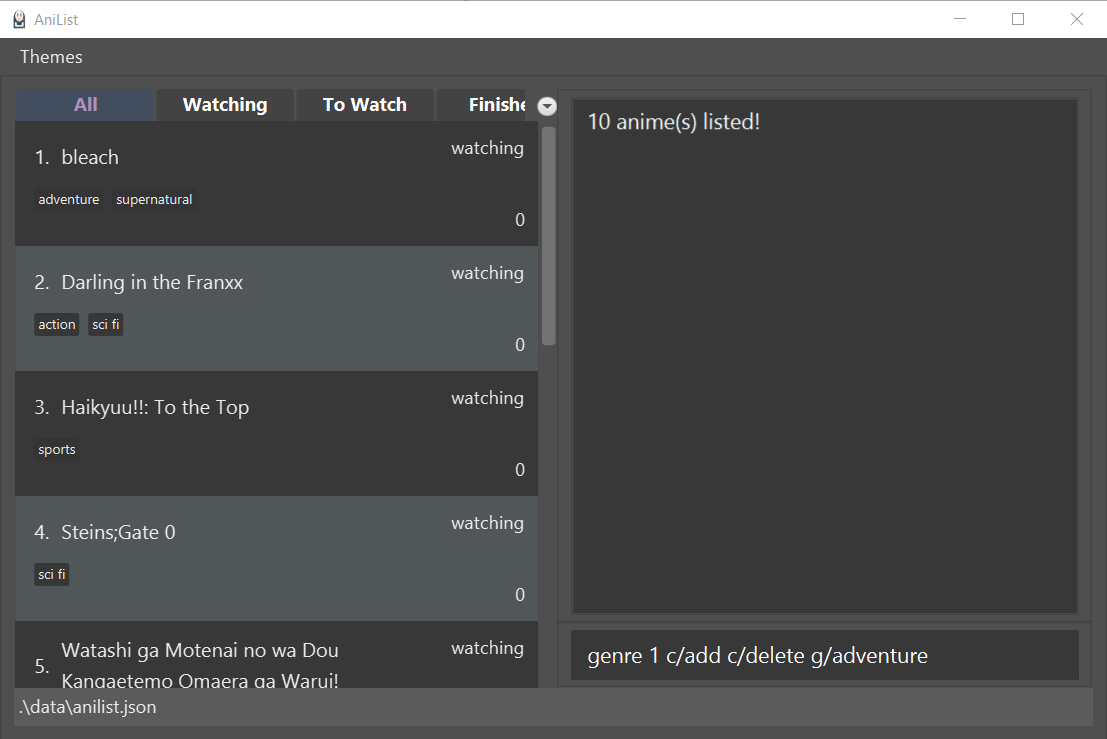 AniList
Themes
All Watching To Watch Finishe
1. bleach watching
adventure supernatural
0
2. Darling in the Franxx watching
action sci fi
0
3. Haikyuu!!: To the Top watching
sports
0
4. Steins;Gate 0 watching
sci fi
0
5. Watashi ga Motenai no wa Dou watching
Kangaetemo Omaera ga Warui!
10 anime(s) listed!
genre 1 c/add c/delete g/adventure
.\data\anilist.json